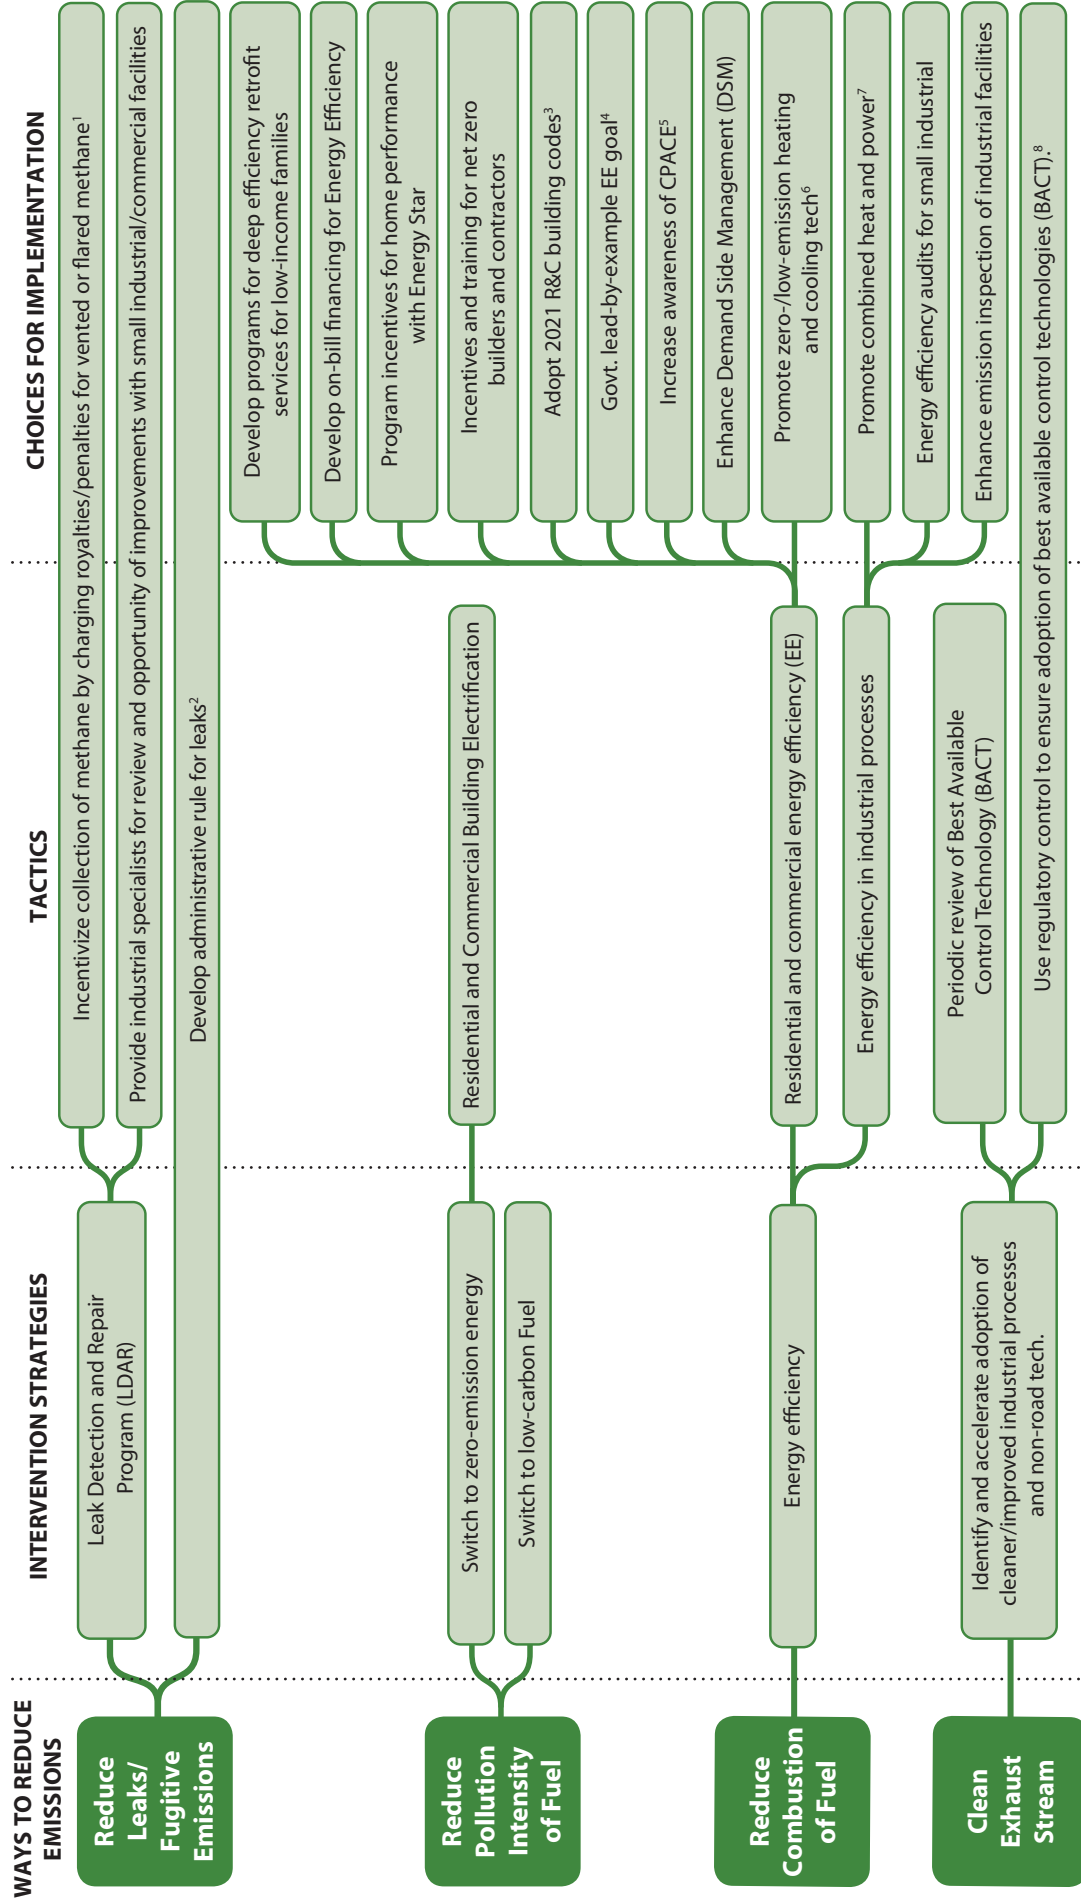 WAYS TO REDUCE
EMISSIONS
INTERVENTION STRATEGIES
TACTICS
CHOICES FOR IMPLEMENTATION
Reduce
Leaks/
Fugitive
Emissions
Leak Detection and Repair
Program (LDAR)
Incentivize collection of methane by charging royalties/penalties for vented or flared methane¹
Provide industrial specialists for review and opportunity of improvements with small industrial/commercial facilities
Develop administrative rule for leaks²
Reduce
Pollution
Intensity
of Fuel
Switch to zero-emission energy
Switch to low-carbon Fuel
Residential and Commercial Building Electrification
Reduce
Combustion
of Fuel
Energy efficiency
Residential and commercial energy efficiency (EE)
Energy efficiency in industrial processes
Develop programs for deep efficiency retrofit
services for low-income families
Develop on-bill financing for Energy Efficiency
Program incentives for home performance
with Energy Star
Incentives and training for net zero
builders and contractors
Adopt 2021 R&C building codes³
Govt. lead-by-example EE goal⁴
Increase awareness of CPACE⁵
Enhance Demand Side Management (DSM)
Promote zero-/low-emission heating
and cooling tech⁶
Promote combined heat and power⁷
Energy efficiency audits for small industrial
Enhance emission inspection of industrial facilities
Clean
Exhaust
Stream
Identify and accelerate adoption of
cleaner/improved industrial processes
and non-road tech.
Periodic review of Best Available
Control Technology (BACT)
Use regulatory control to ensure adoption of best available control technologies (BACT).⁸